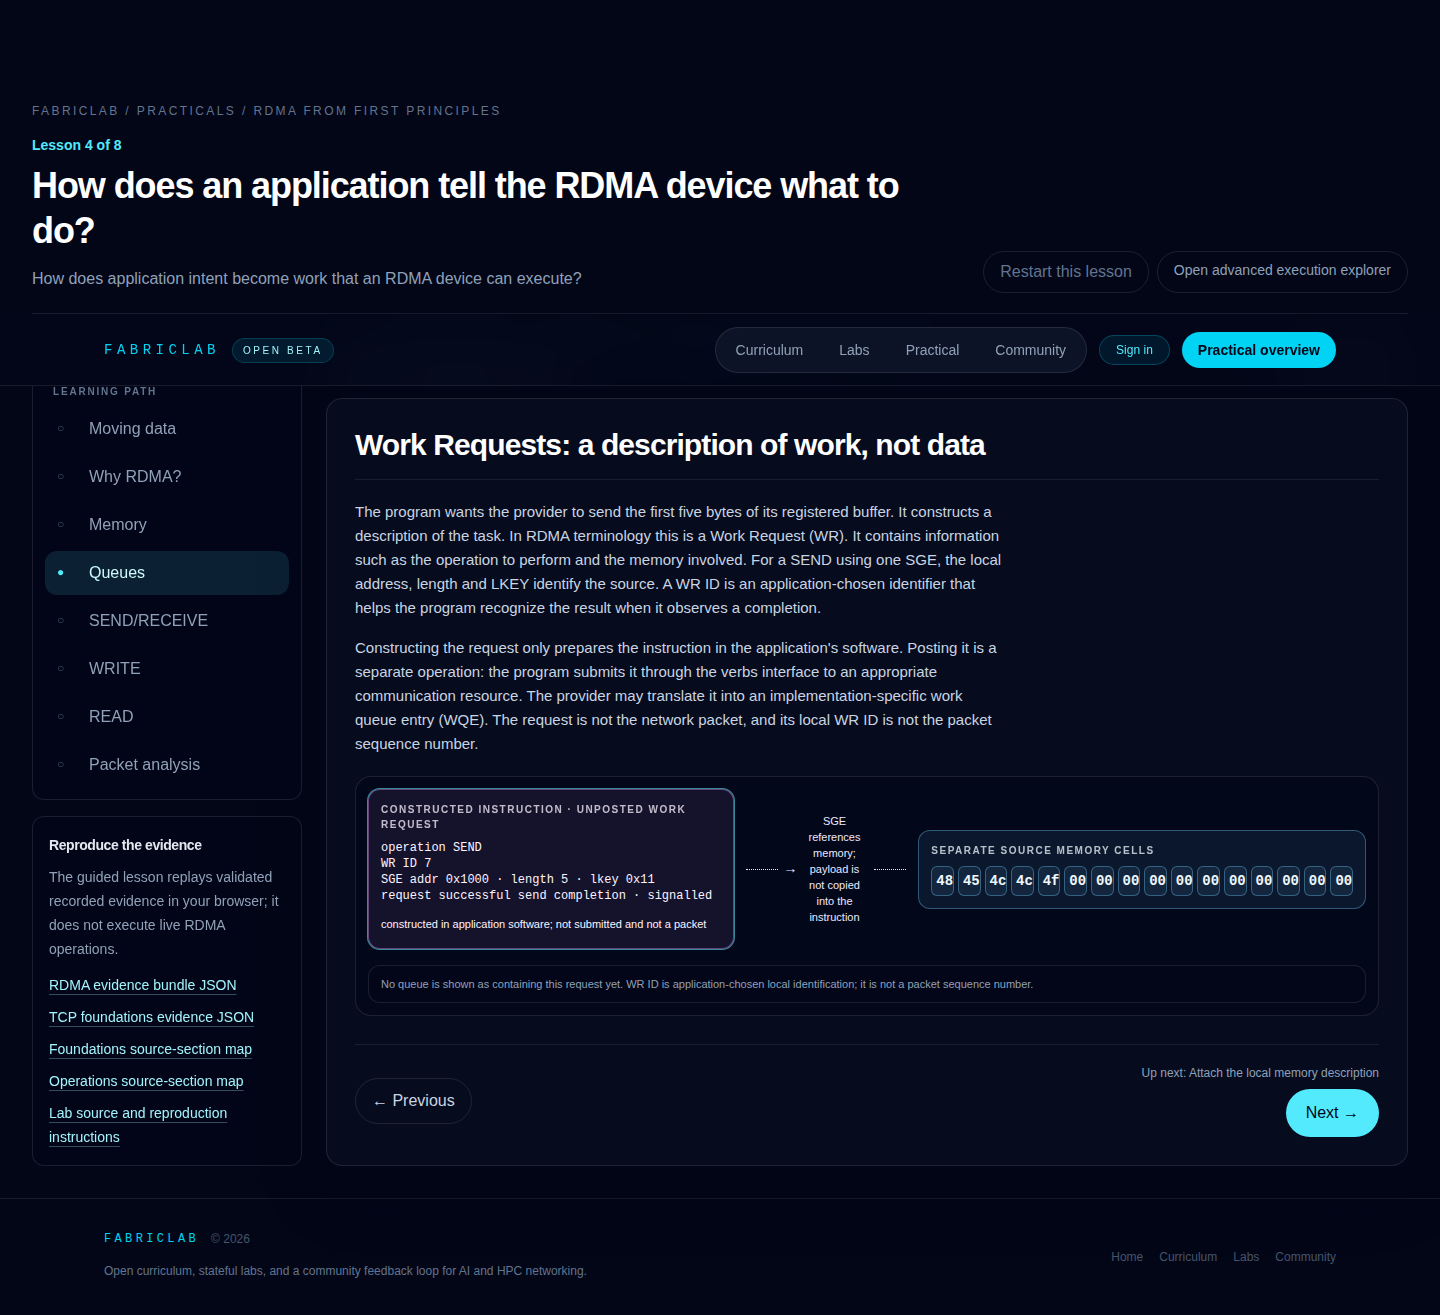 FABRICLAB / PRACTICALS / RDMA FROM FIRST PRINCIPLES
Lesson 4 of 8
How does an application tell the RDMA device what to
do?
How does application intent become work that an RDMA device can execute?
Restart this lesson
Open advanced execution explorer
FABRICLAB
OPEN BETA
Curriculum
Labs
Practical
Community
Sign in
Practical overview
LEARNING PATH
○ Moving data
○ Why RDMA?
○ Memory
● Queues
○ SEND/RECEIVE
○ WRITE
○ READ
○ Packet analysis
Reproduce the evidence
The guided lesson replays validated
recorded evidence in your browser; it
does not execute live RDMA
operations.
RDMA evidence bundle JSON
TCP foundations evidence JSON
Foundations source-section map
Operations source-section map
Lab source and reproduction
instructions
Work Requests: a description of work, not data
The program wants the provider to send the first five bytes of its registered buffer. It constructs a
description of the task. In RDMA terminology this is a Work Request (WR). It contains information
such as the operation to perform and the memory involved. For a SEND using one SGE, the local
address, length and LKEY identify the source. A WR ID is an application-chosen identifier that
helps the program recognize the result when it observes a completion.
Constructing the request only prepares the instruction in the application's software. Posting it is a
separate operation: the program submits it through the verbs interface to an appropriate
communication resource. The provider may translate it into an implementation-specific work
queue entry (WQE). The request is not the network packet, and its local WR ID is not the packet
sequence number.
CONSTRUCTED INSTRUCTION · UNPOSTED WORK
REQUEST
operation SEND
WR ID 7
SGE addr 0x1000 · length 5 · lkey 0x11
request successful send completion · signalled
constructed in application software; not submitted and not a packet
→
SGE
references
memory;
payload is
not copied
into the
instruction
SEPARATE SOURCE MEMORY CELLS
48 45 4c 4c 4f 00 00 00 00 00 00 00 00 00 00 00
No queue is shown as containing this request yet. WR ID is application-chosen local identification; it is not a packet sequence number.
← Previous
Up next: Attach the local memory description
Next →
FABRICLAB © 2026
Open curriculum, stateful labs, and a community feedback loop for AI and HPC networking.
Home
Curriculum
Labs
Community